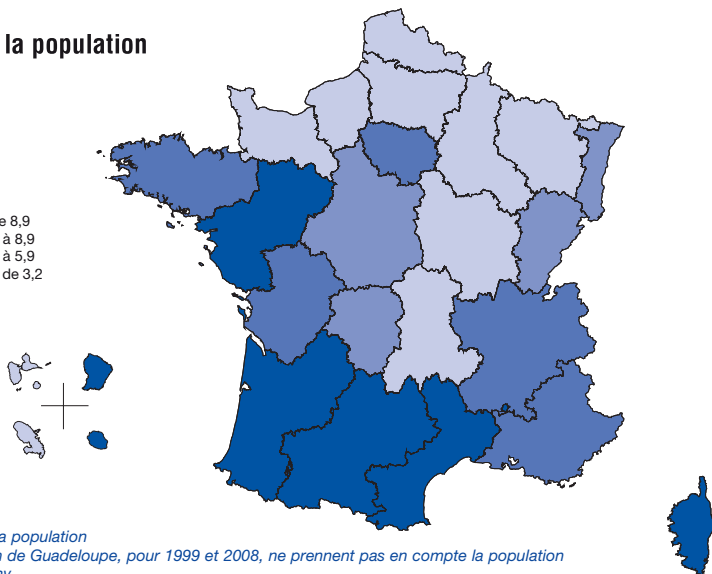 la population
e 8,9
à 8,9
à 5,9
de 3,2
a population
n de Guadeloupe, pour 1999 et 2008, ne prennent pas en compte la population